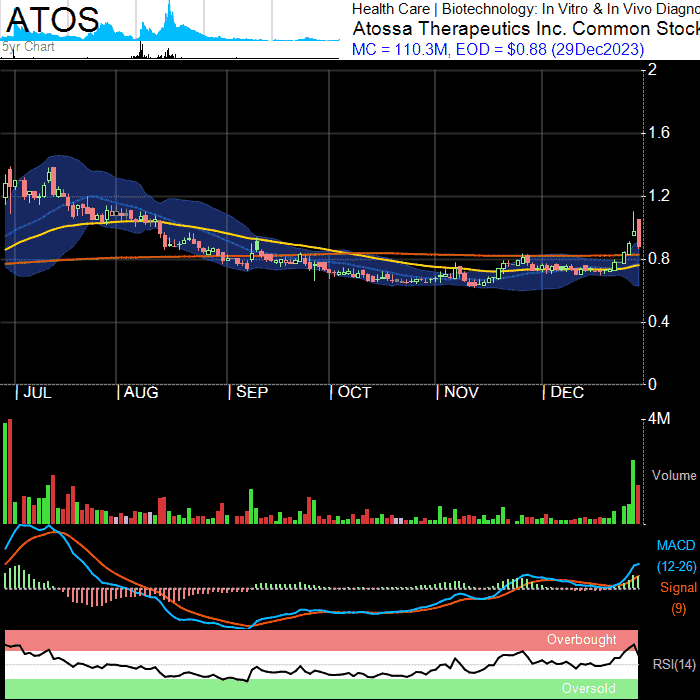 ATOS
5yr Chart
Health Care | Biotechnology: In Vitro & In Vivo Diagno
Atossa Therapeutics Inc. Common Stock
MC = 110.3M, EOD = $0.88 (29Dec2023)
2
1.6
1.2
0.8
0.4
0
JUL
AUG
SEP
OCT
NOV
DEC
4M
Volume
MACD
(12-26)
Signal
(9)
Overbought
RSI(14)
Oversold